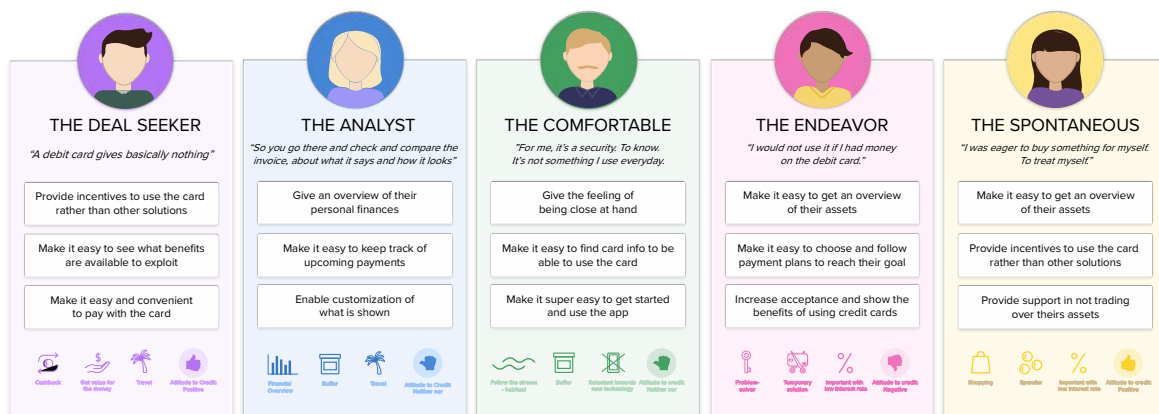 THE DEAL SEEKER
“A debit card gives basically nothing”
Provide incentives to use the card
rather than other solutions
Make it easy to see what benefits
are available to exploit
Make it easy and convenient
to pay with the card
Cashback
Get value for
the money
Travel
Attitude to Credit:
Positive
THE ANALYST
“So you go there and check and compare the
invoice, about what it says and how it looks”
Give an overview of their
personal finances
Make it easy to keep track of
upcoming payments
Enable customization of
what is shown
Financial
Overview
Buffer
Travel
Attitude to Credit:
Neither nor
THE COMFORTABLE
”For me, it’s a security. To know.
It’s not something I use everyday.
Give the feeling of
being close at hand
Make it easy to find card info to be
able to use the card
Make it super easy to get started
and use the app
Follow the stream
- habitual
Buffer
Reluctant towards
new technology
Attitude to credit:
Neither nor
THE ENDEAVOR
“I would not use it if I had money
on the debit card.”
Make it easy to get an overview
of their assets
Make it easy to choose and follow
payment plans to reach their goal
Increase acceptance and show the
benefits of using credit cards
Problem-
solver
Temporary
solution
Important with
low interest rate
Attitude to credit:
Negative
THE SPONTANEOUS
“I was eager to buy something for myself.
To treat myself.”
Make it easy to get an overview
of their assets
Provide incentives to use the card
rather than other solutions
Provide support in not trading
over theirs assets
Shopping
Spender
Important with
low interest rate
Attitude to credit:
Positive